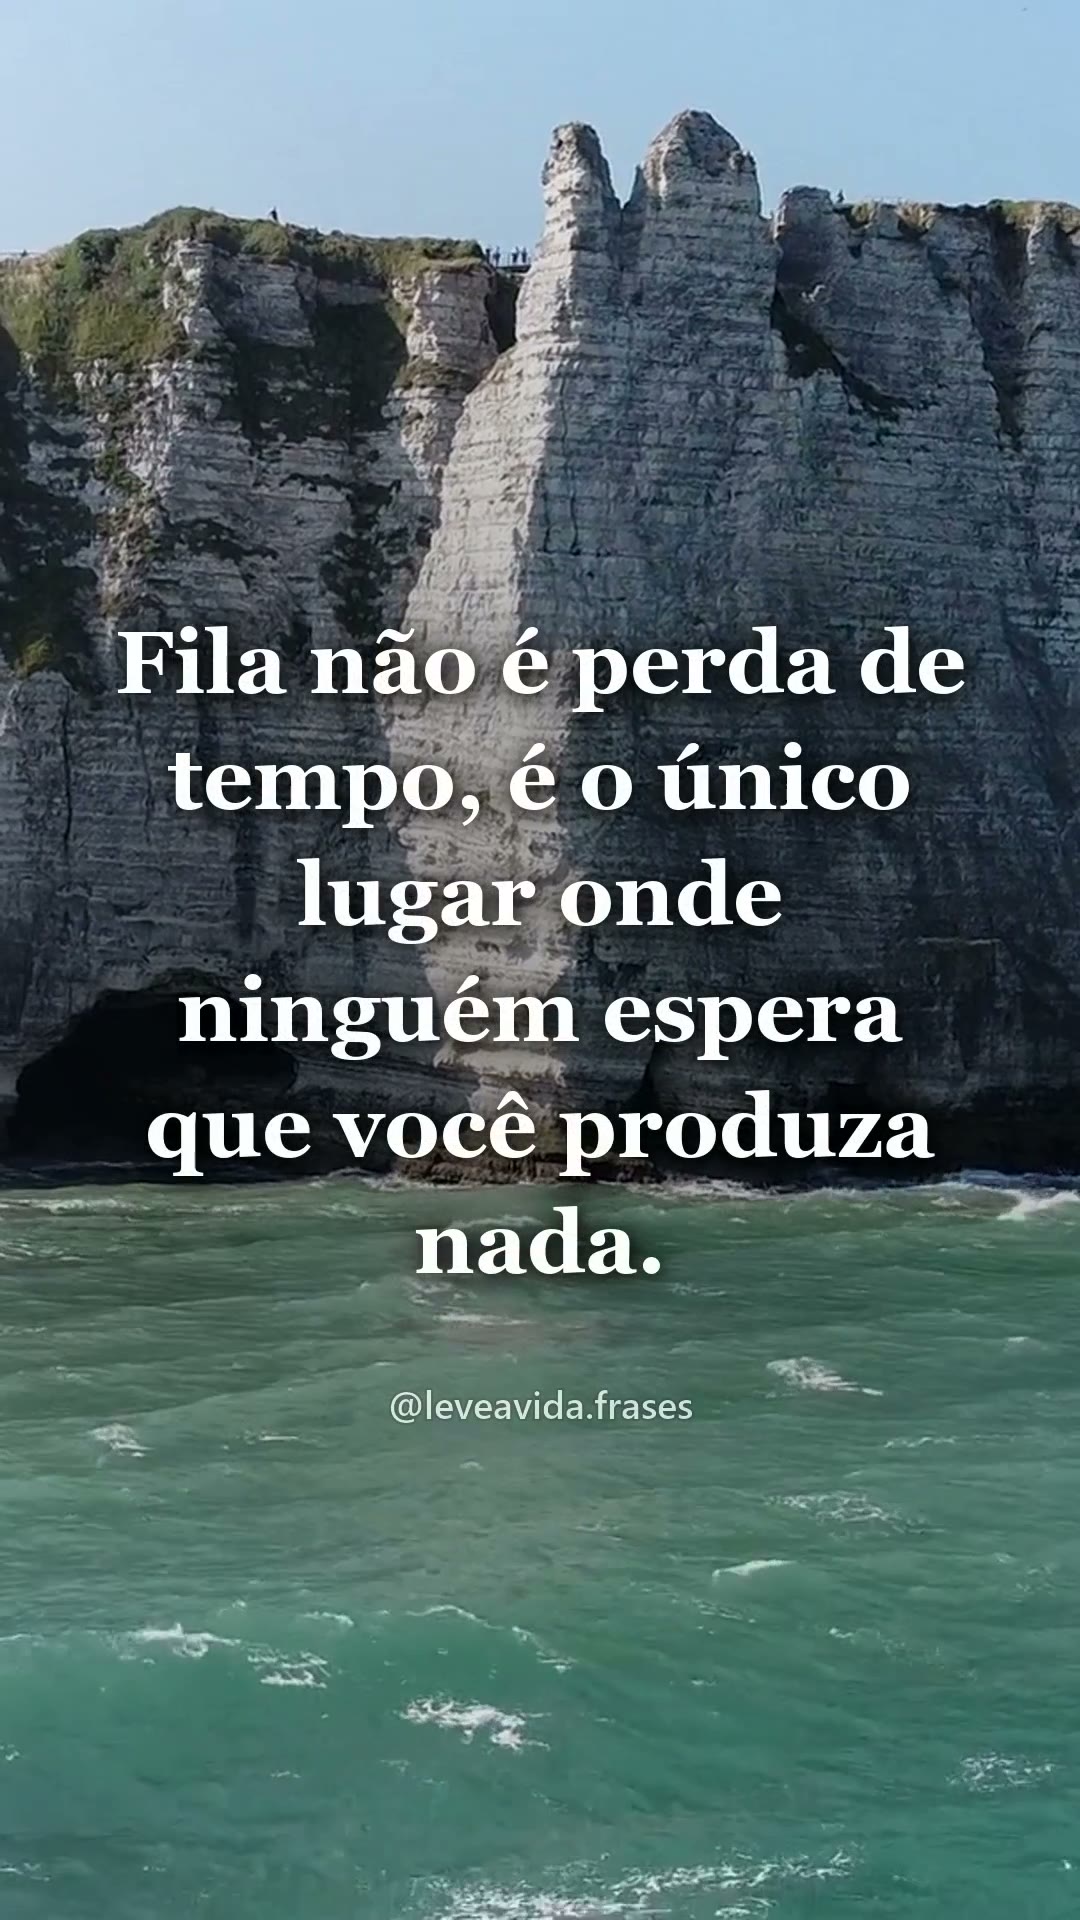 Fila não é perda de
tempo, é o único
lugar onde
ninguém espera
que você produza
nada.
@leveavida.frases